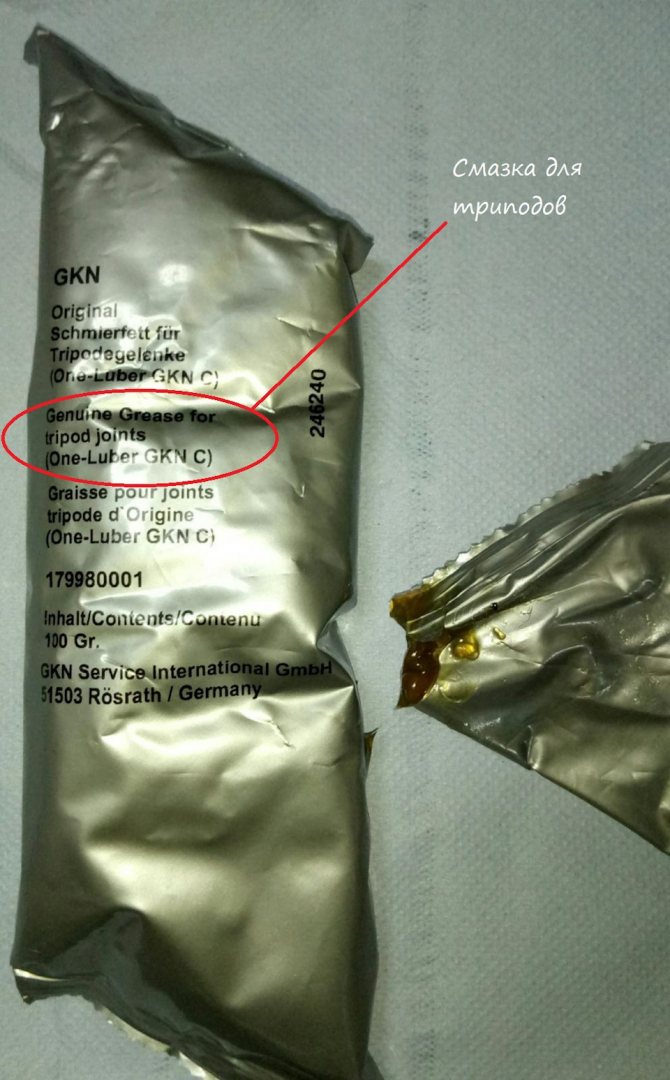 Смазка для
триподов
GKN
Original
Schmierfett für
Tripodegelenke
(One-Luber GKN C)
246240
Genuine Grease for
tripod joints
(One-Luber GKN C)
Graisse pour joints
tripode d`Origine
(One-Luber GKN C)
179980001
Inhalt/Contents/Contenu
100 Gr.
GKN Service International GmbH
51503 Rösrath / Germany